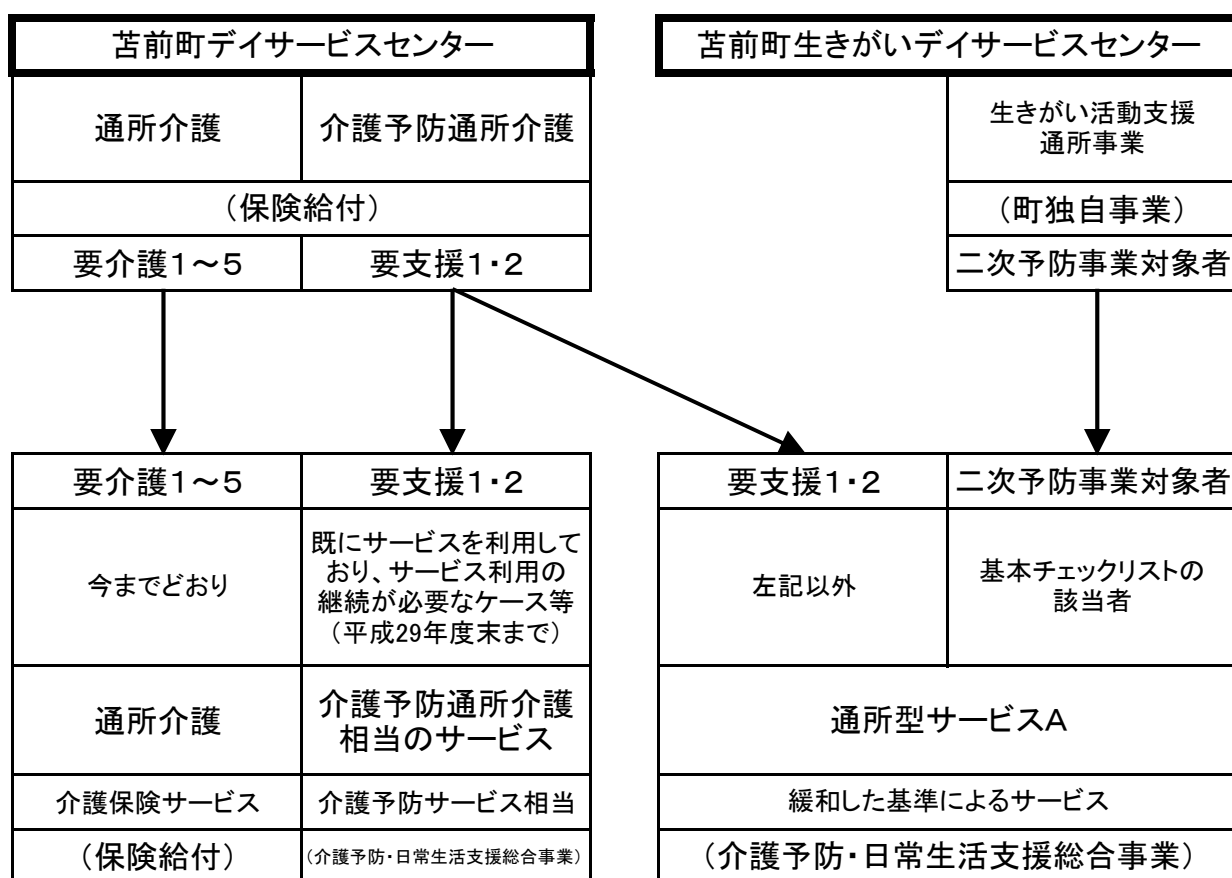 苫前町デイサービスセンター
苫前町生きがいデイサービスセンター
通所介護
介護予防通所介護
生きがい活動支援
通所事業
（保険給付）
（町独自事業）
要介護１～５
要支援１・２
二次予防事業対象者
要介護１～５
要支援１・２
要支援１・２
二次予防事業対象者
今までどおり
既にサービスを利用して
おり、サービス利用の
継続が必要なケース等
（平成29年度末まで）
左記以外
基本チェックリストの
該当者
通所介護
介護予防通所介護
相当のサービス
通所型サービスＡ
介護保険サービス
介護予防サービス相当
緩和した基準によるサービス
（保険給付）
（介護予防・日常生活支援総合事業）
（介護予防・日常生活支援総合事業）